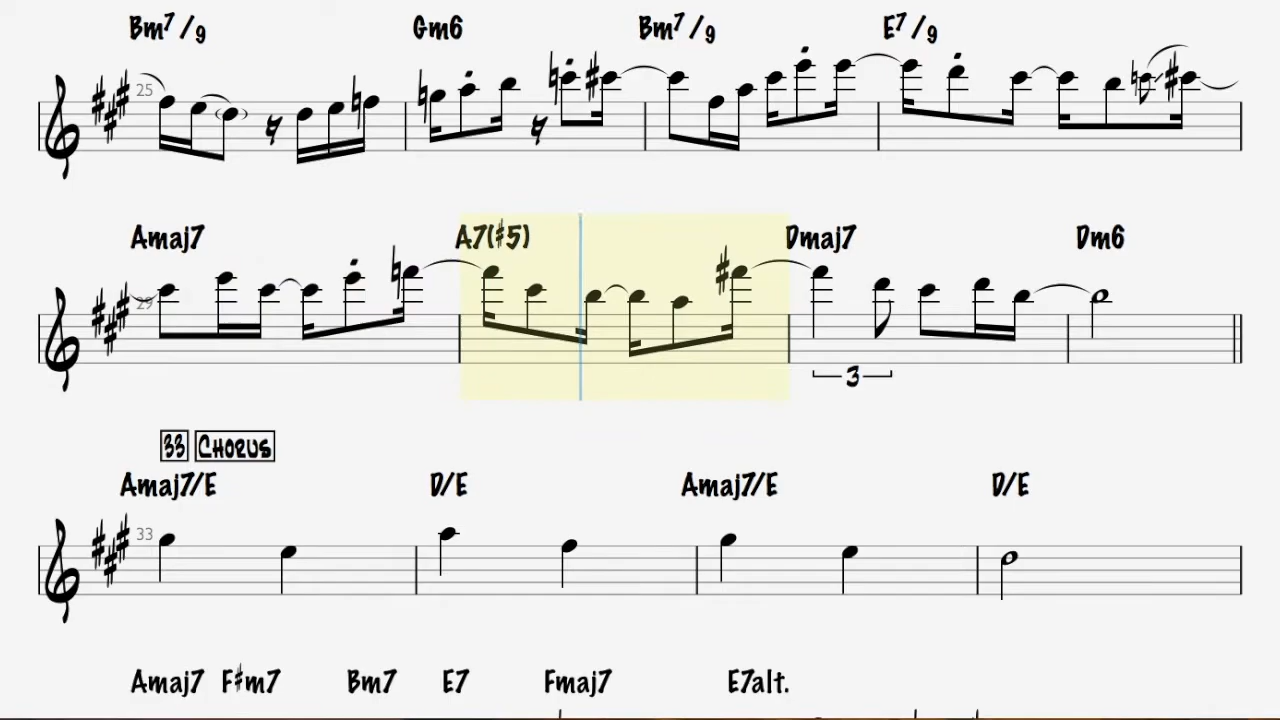 Bm7/9 Gm6 Bm7/9 E7/9
25
Amaj7 A7(♯5) Dmaj7 Dm6
29
3
33 CHORUS
Amaj7/E D/E Amaj7/E D/E
33
Amaj7 F♯m7 Bm7 E7 Fmaj7 E7alt.